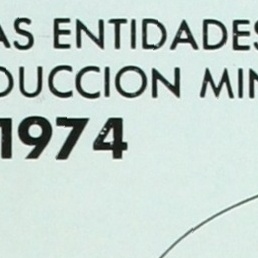 AS ENTIDADES
DUCCION MIN
1974